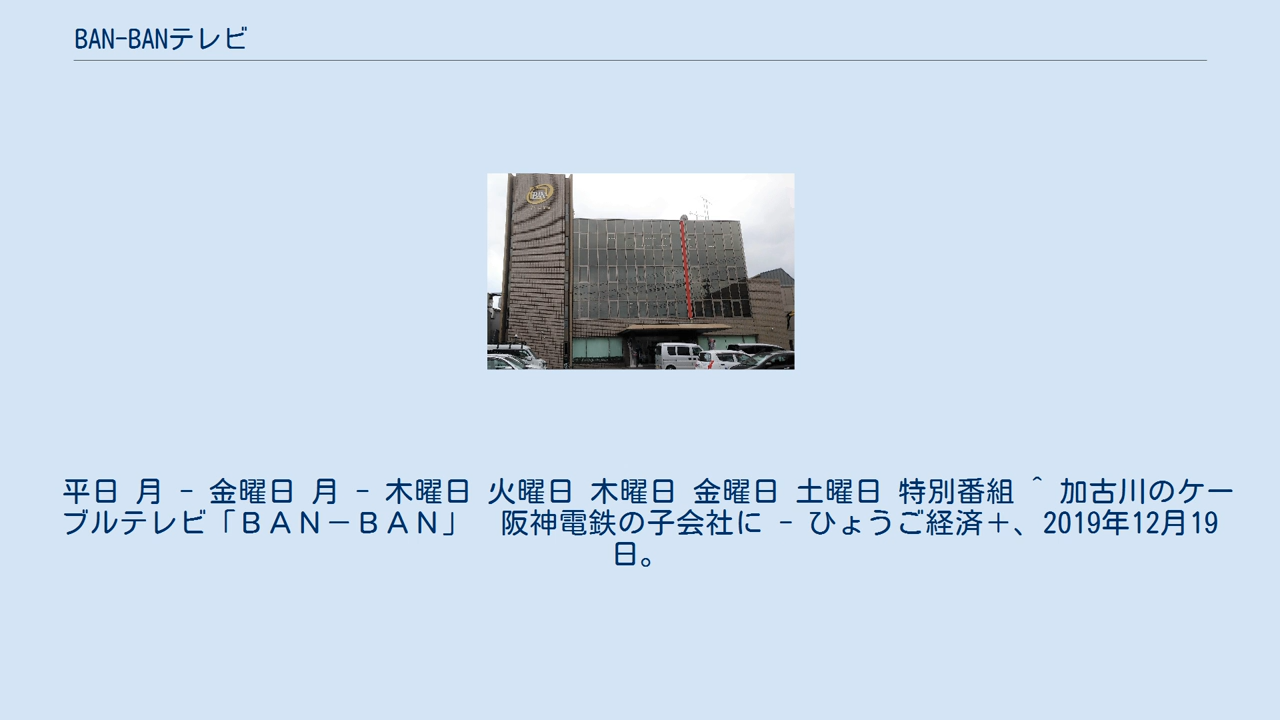 BAN-BANテレビ
平日 月 - 金曜日 月 - 木曜日 火曜日 木曜日 金曜日 土曜日 特別番組 ^ 加古川のケー
ブルテレビ「ＢＡＮ－ＢＡＮ」　阪神電鉄の子会社に - ひょうご経済＋、2019年12月19
日。